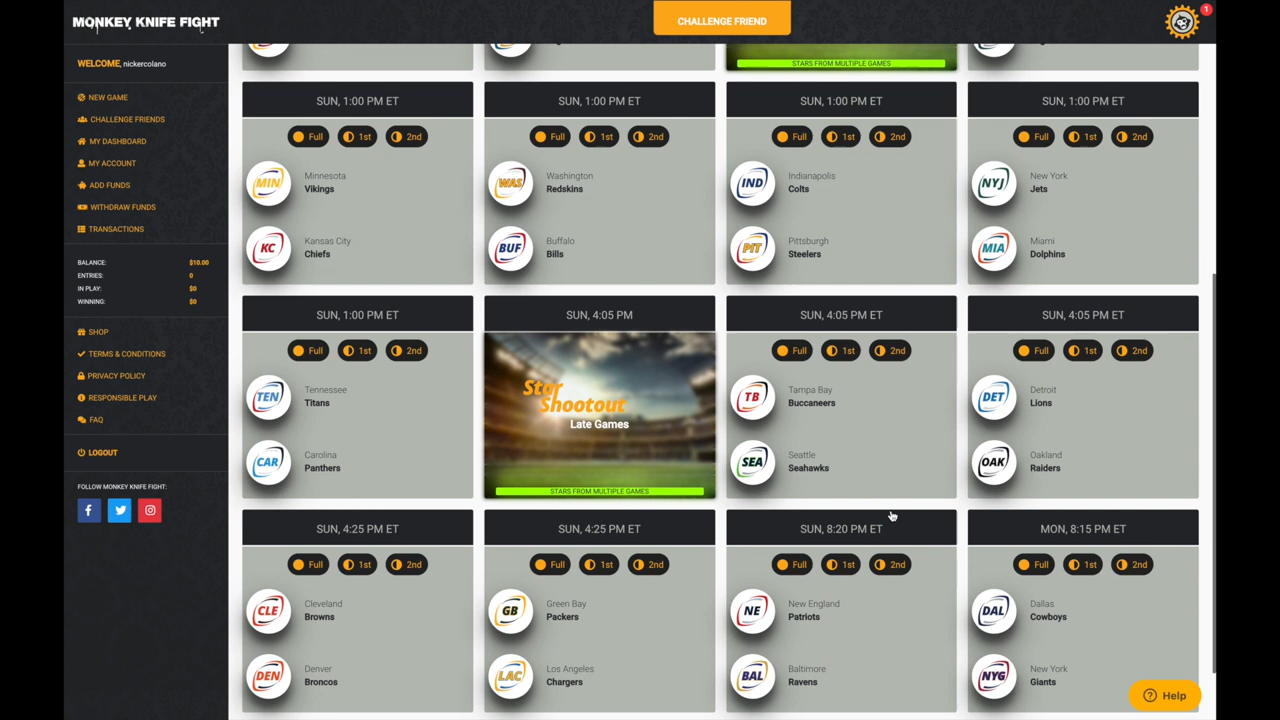 MONKEY KNIFE FIGHT
CHALLENGE FRIEND
1
WELCOME, nickercolano
NEW GAME
CHALLENGE FRIENDS
MY DASHBOARD
MY ACCOUNT
ADD FUNDS
WITHDRAW FUNDS
TRANSACTIONS
BALANCE: $10.00
ENTRIES: 0
IN PLAY: $0
WINNING: $0
SHOP
TERMS & CONDITIONS
PRIVACY POLICY
RESPONSIBLE PLAY
FAQ
LOGOUT
FOLLOW MONKEY KNIFE FIGHT:
STARS FROM MULTIPLE GAMES
SUN, 1:00 PM ET
Full 1st 2nd
MIN
Minnesota
Vikings
KC
Kansas City
Chiefs
SUN, 1:00 PM ET
Full 1st 2nd
WAS
Washington
Redskins
BUF
Buffalo
Bills
SUN, 1:00 PM ET
Full 1st 2nd
IND
Indianapolis
Colts
PIT
Pittsburgh
Steelers
SUN, 1:00 PM ET
Full 1st 2nd
NYJ
New York
Jets
MIA
Miami
Dolphins
SUN, 1:00 PM ET
Full 1st 2nd
TEN
Tennessee
Titans
CAR
Carolina
Panthers
SUN, 4:05 PM
Star
Shootout
Late Games
STARS FROM MULTIPLE GAMES
SUN, 4:05 PM ET
Full 1st 2nd
TB
Tampa Bay
Buccaneers
SEA
Seattle
Seahawks
SUN, 4:05 PM ET
Full 1st 2nd
DET
Detroit
Lions
OAK
Oakland
Raiders
SUN, 4:25 PM ET
Full 1st 2nd
CLE
Cleveland
Browns
DEN
Denver
Broncos
SUN, 4:25 PM ET
Full 1st 2nd
GB
Green Bay
Packers
LAC
Los Angeles
Chargers
SUN, 8:20 PM ET
Full 1st 2nd
NE
New England
Patriots
BAL
Baltimore
Ravens
MON, 8:15 PM ET
Full 1st 2nd
DAL
Dallas
Cowboys
NYG
New York
Giants
Help